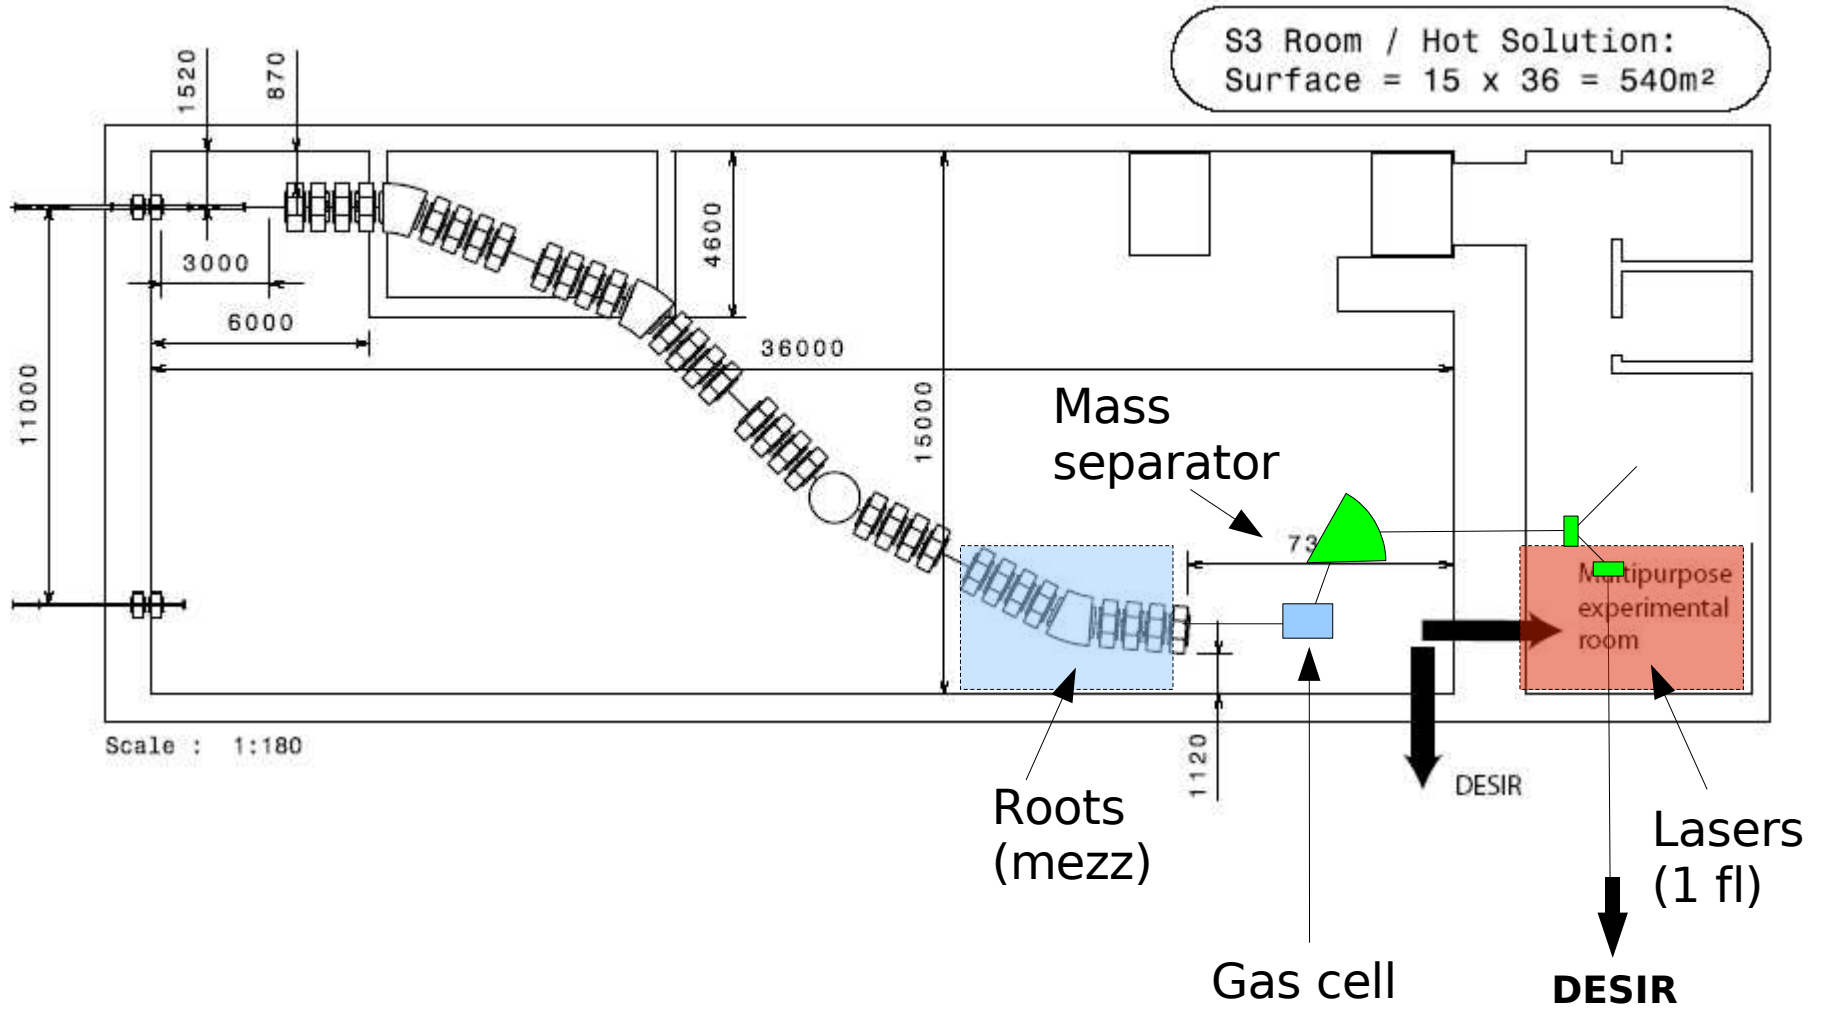 S3 Room / Hot Solution:
Surface = 15 x 36 = 540m²
1520
870
3000
6000
4600
36000
11000
15000
Mass
separator
73
Multipurpose
experimental
room
Scale : 1:180
1120
DESIR
Roots
(mezz)
Lasers
(1 fl)
Gas cell
DESIR